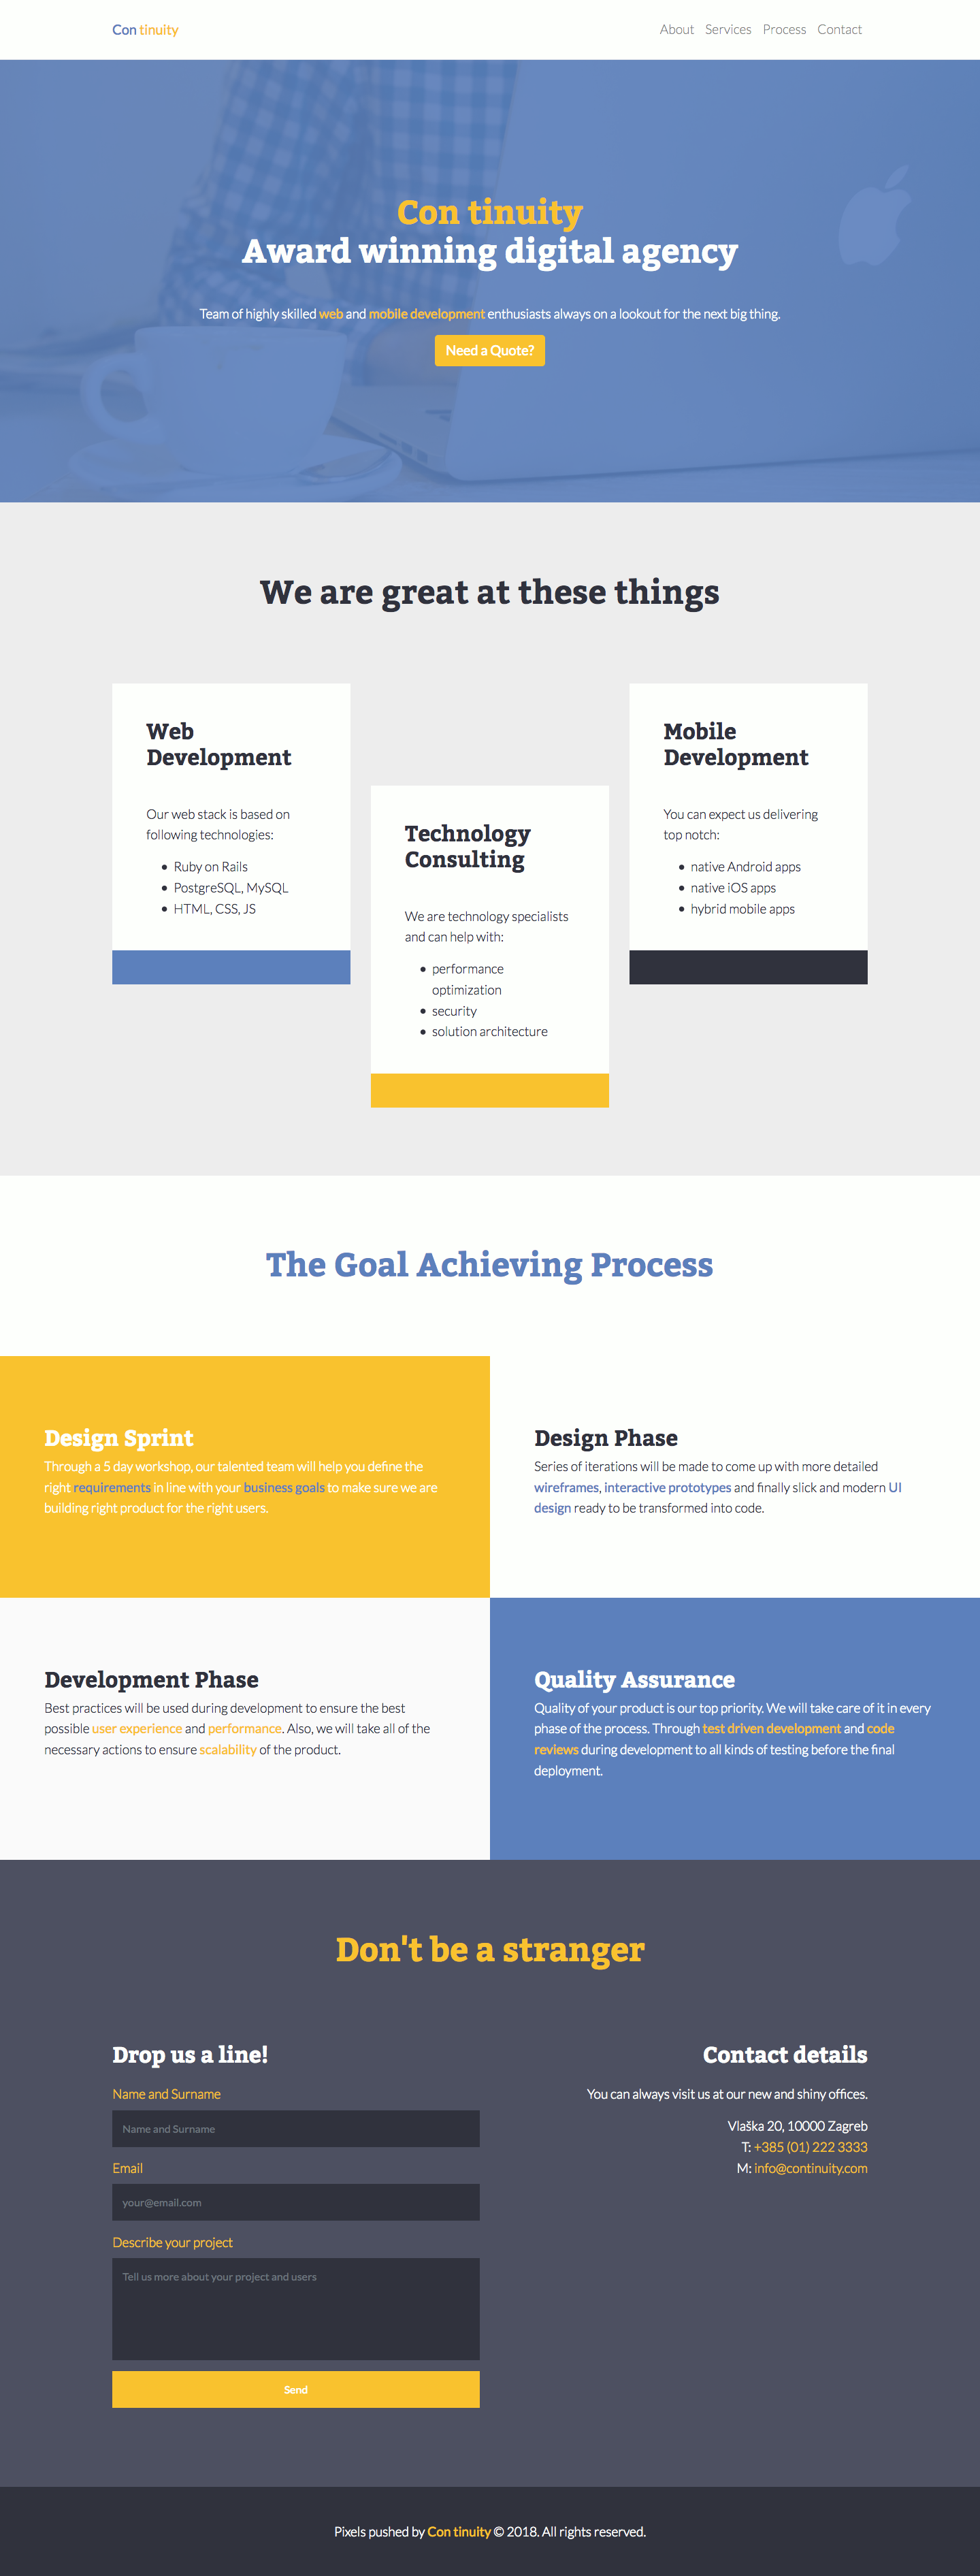 Con tinuity
About Services Process Contact
Con tinuity
Award winning digital agency
Team of highly skilled web and mobile development enthusiasts always on a lookout for the next big thing.
Need a Quote?
We are great at these things
Web
Development
Our web stack is based on
following technologies:
• Ruby on Rails
• PostgreSQL, MySQL
• HTML, CSS, JS
Technology
Consulting
We are technology specialists
and can help with:
• performance
optimization
• security
• solution architecture
Mobile
Development
You can expect us delivering
top notch:
• native Android apps
• native iOS apps
• hybrid mobile apps
The Goal Achieving Process
Design Sprint
Through a 5 day workshop, our talented team will help you define the
right requirements in line with your business goals to make sure we are
building right product for the right users.
Design Phase
Series of iterations will be made to come up with more detailed
wireframes, interactive prototypes and finally slick and modern UI
design ready to be transformed into code.
Development Phase
Best practices will be used during development to ensure the best
possible user experience and performance. Also, we will take all of the
necessary actions to ensure scalability of the product.
Quality Assurance
Quality of your product is our top priority. We will take care of it in every
phase of the process. Through test driven development and code
reviews during development to all kinds of testing before the final
deployment.
Don't be a stranger
Drop us a line!
Name and Surname
Name and Surname
Email
your@email.com
Describe your project
Tell us more about your project and users
Send
Contact details
You can always visit us at our new and shiny offices.
Vlaška 20, 10000 Zagreb
T: +385 (01) 222 3333
M: info@continuity.com
Pixels pushed by Con tinuity © 2018. All rights reserved.